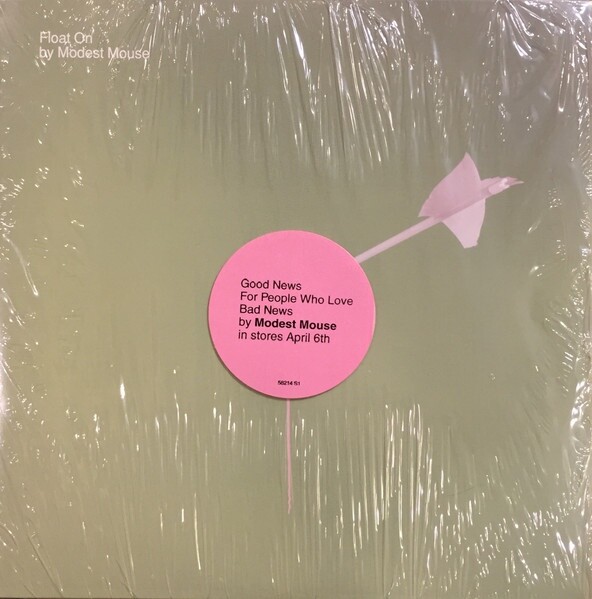 Float On
by Modest Mouse
Good News
For People Who Love
Bad News
by Modest Mouse
in stores April 6th
58214 S1